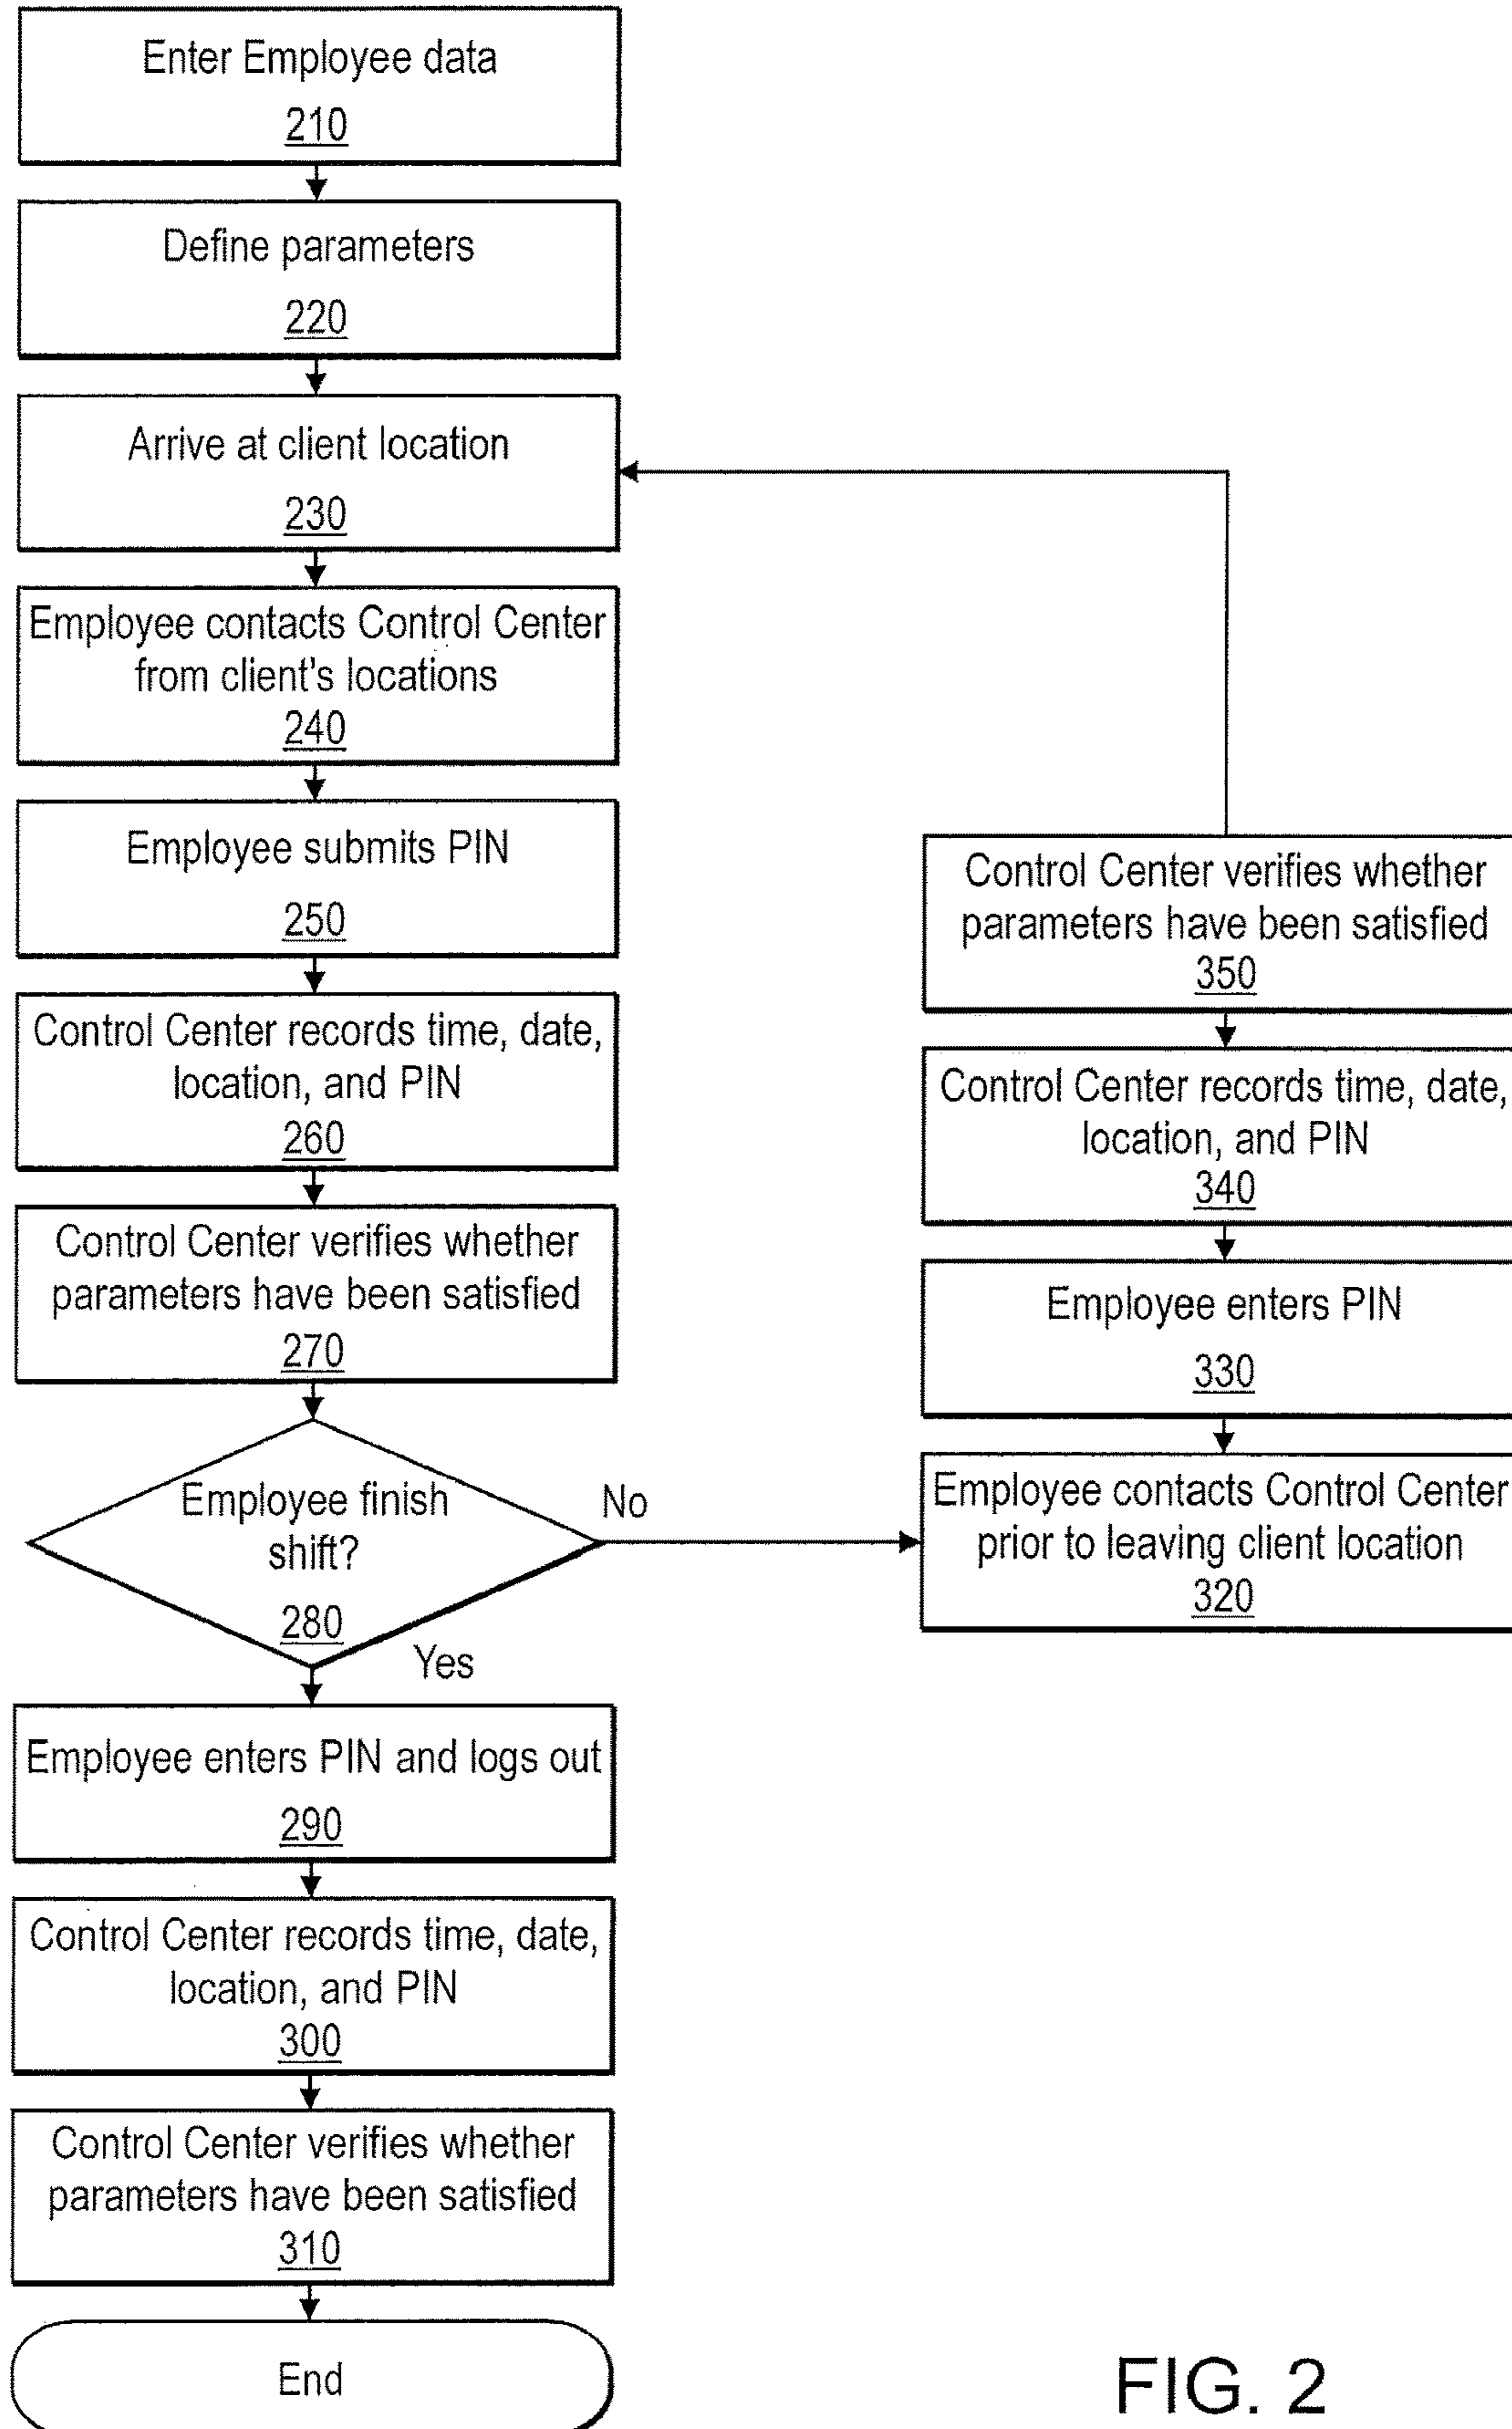 Enter Employee data
210
Define parameters
220
Arrive at client location
230
Employee contacts Control Center
from client's locations
240
Employee submits PIN
250
Control Center records time, date,
location, and PIN
260
Control Center verifies whether
parameters have been satisfied
270
Employee finish
shift?
280
No
Yes
Employee enters PIN and logs out
290
Control Center records time, date,
location, and PIN
300
Control Center verifies whether
parameters have been satisfied
310
End
Control Center verifies whether
parameters have been satisfied
350
Control Center records time, date,
location, and PIN
340
Employee enters PIN
330
Employee contacts Control Center
prior to leaving client location
320
FIG. 2